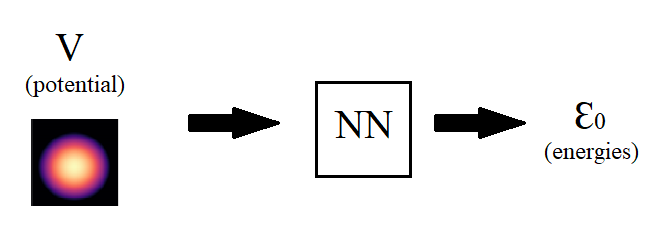 V
(potential)
NN
ε0
(energies)